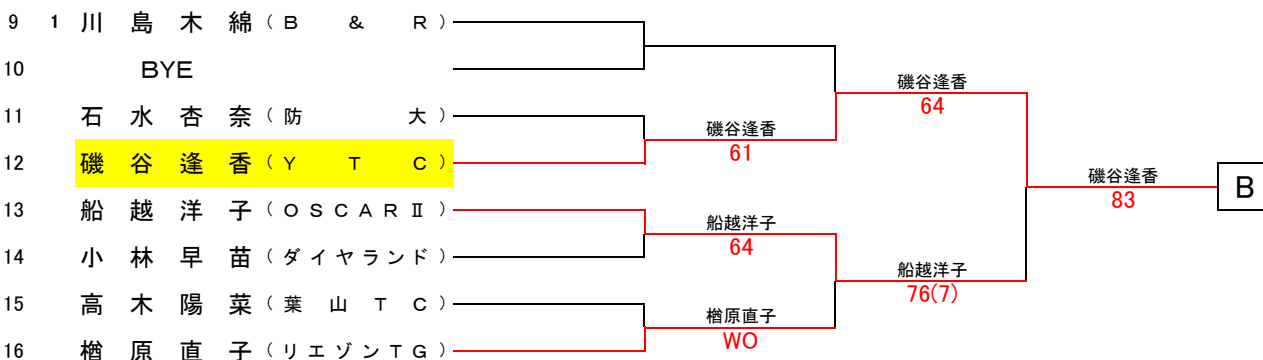 9 1 川島木綿（B & R）
10 BYE
磯谷逢香
64
11 石水杏奈（防大）
磯谷逢香
61
12 磯谷逢香（YTC）
磯谷逢香
83
B
13 船越洋子（OSCARⅡ）
船越洋子
64
14 小林早苗（ダイヤランド）
船越洋子
76(7)
15 高木陽菜（葉山TC）
楢原直子
WO
16 楢原直子（リエゾンTG）